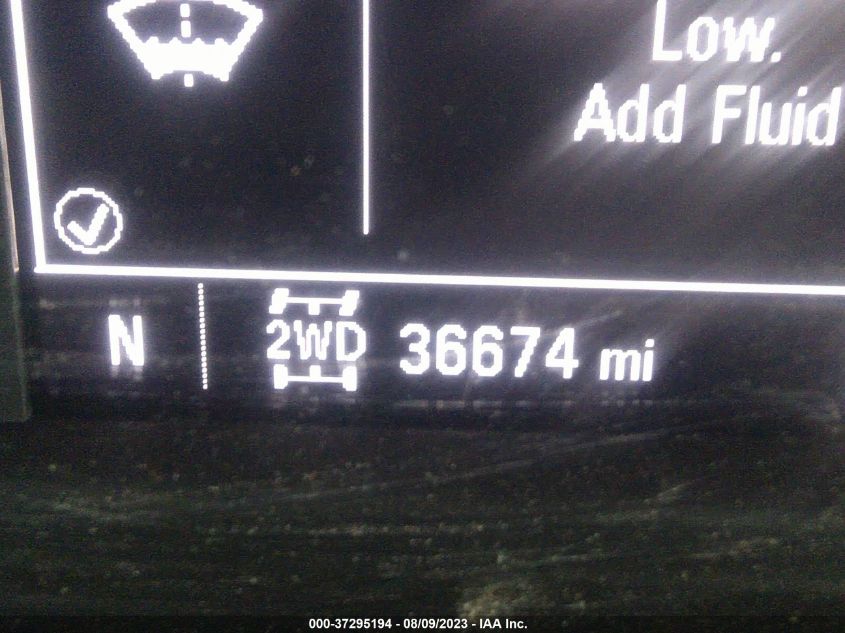 Low.
Add Fluid
N 2WD 36674 mi
000-37295194 - 08/09/2023 - IAA Inc.